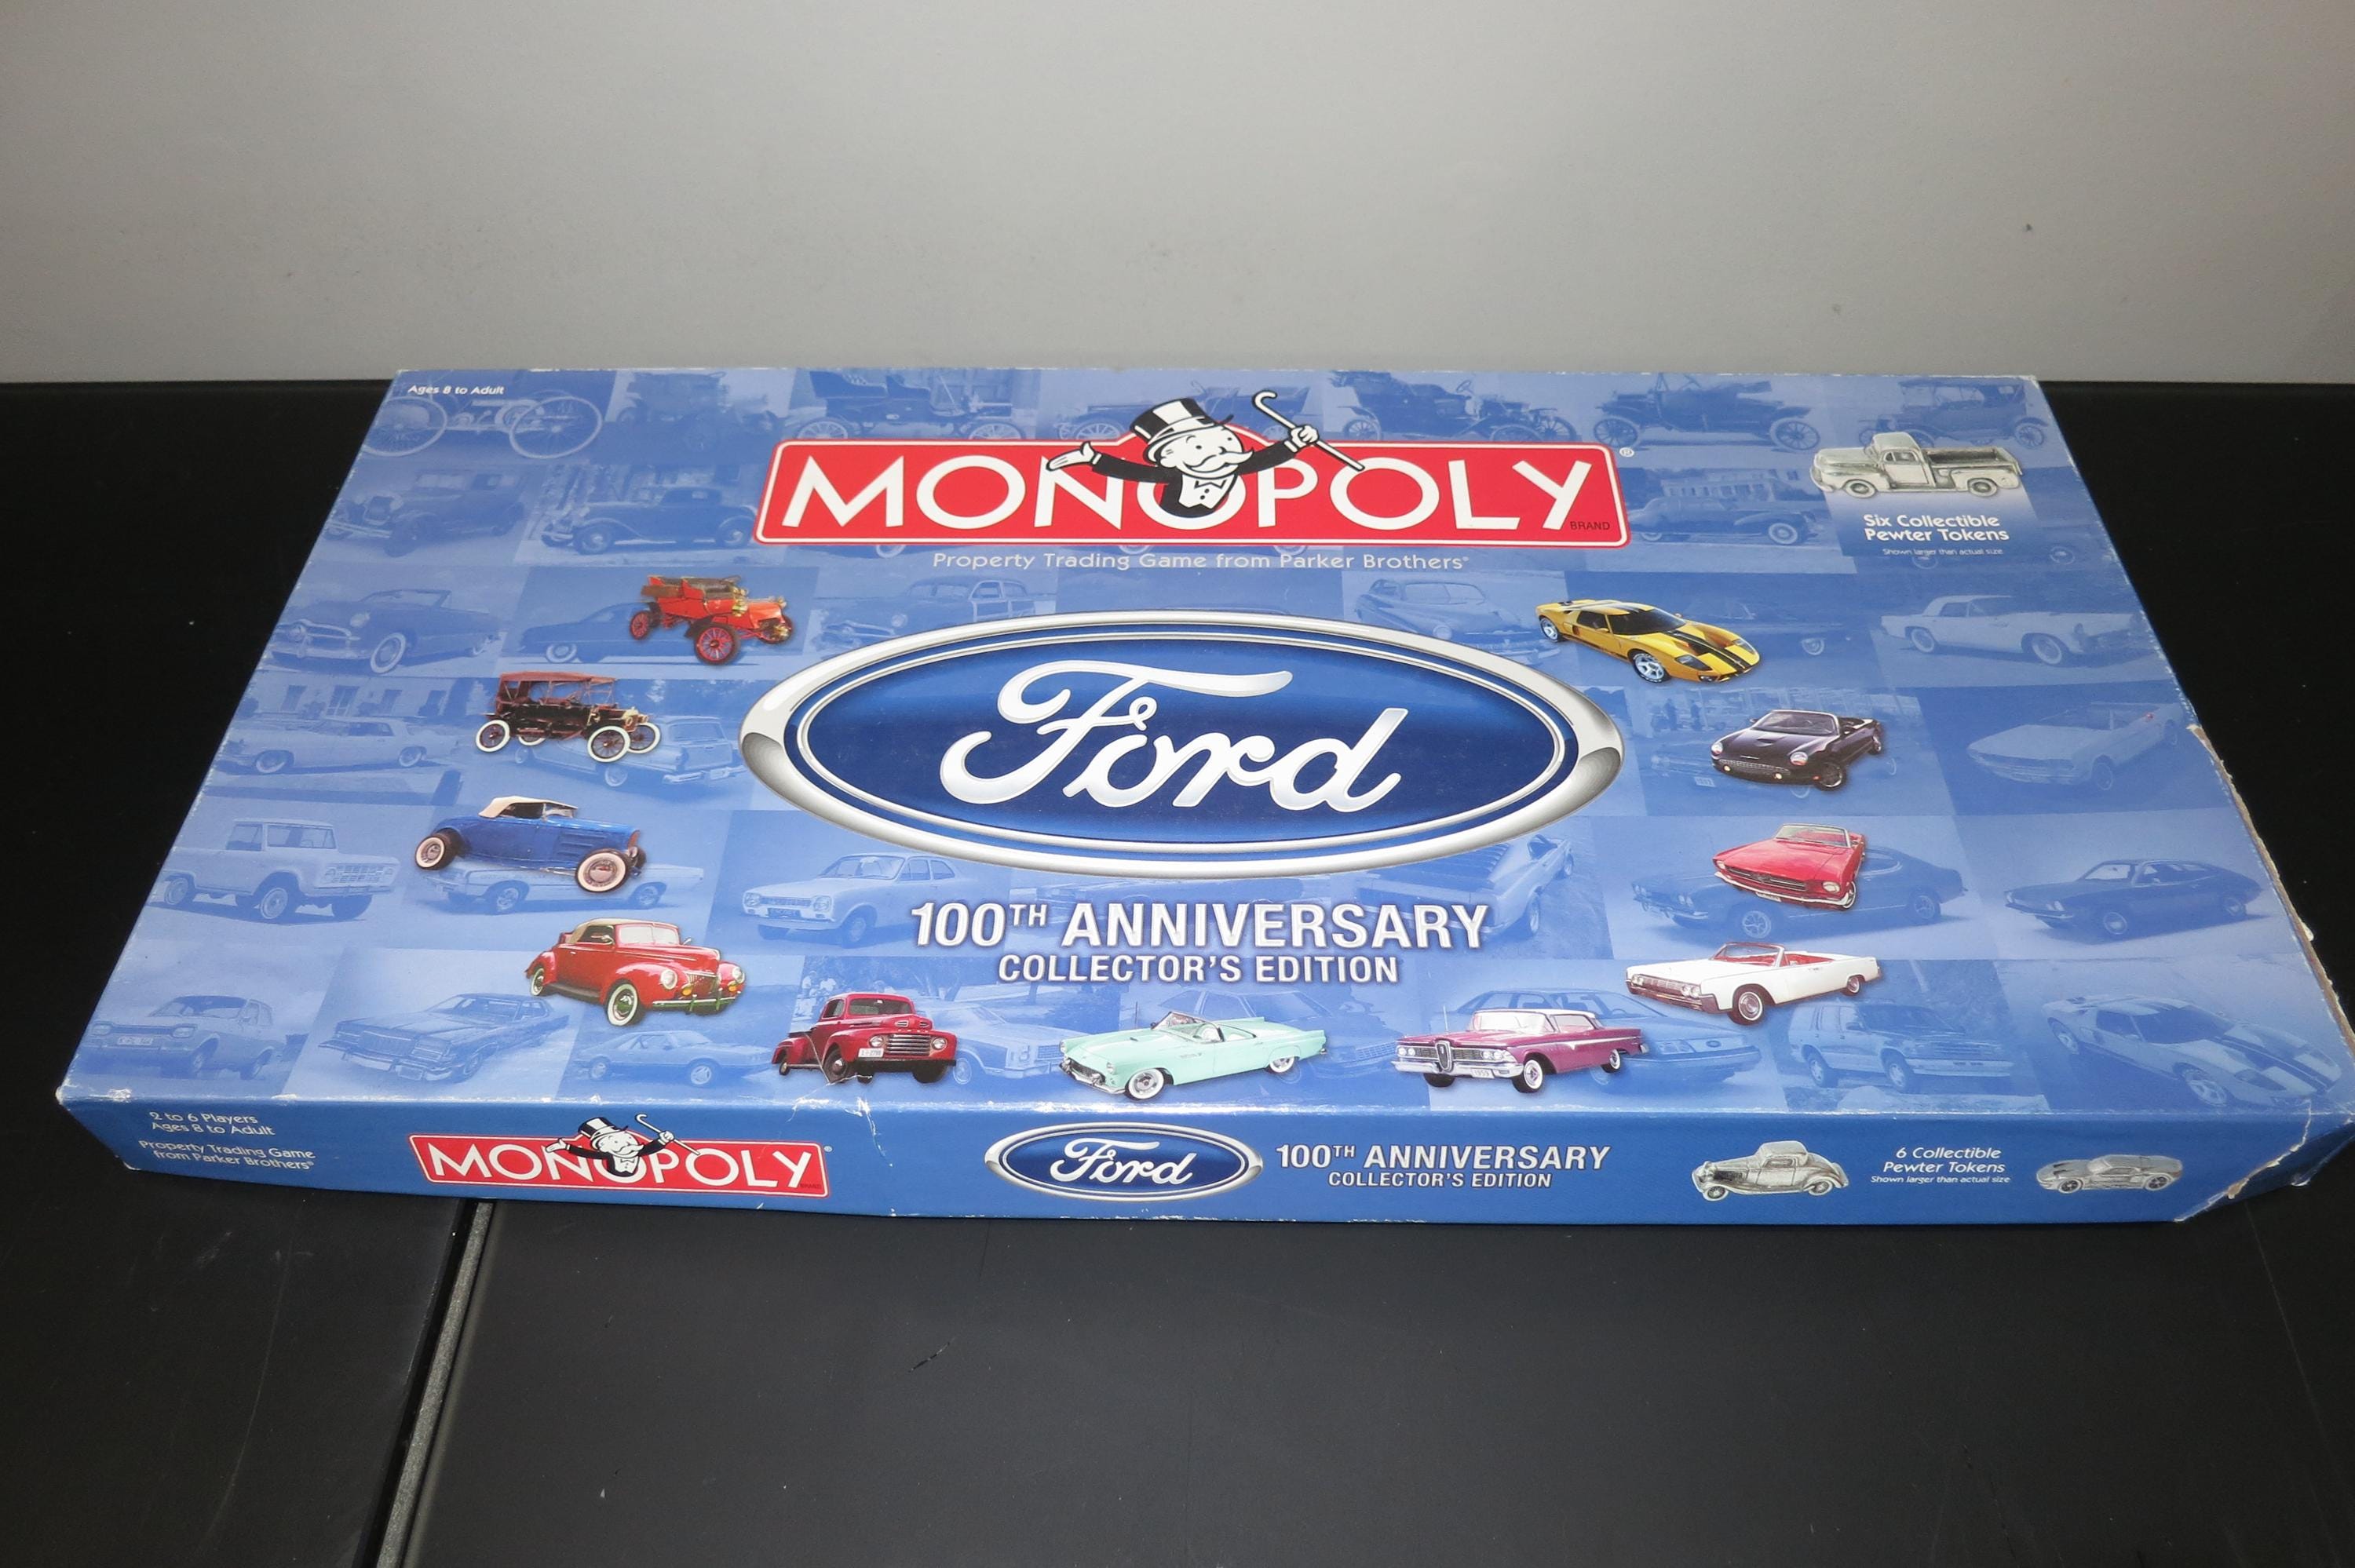 Ages 8 to Adult
MONOPOLY®
BRAND
Six Collectible
Pewter Tokens
Shown larger than actual size
Property Trading Game from Parker Brothers®
Ford
100TH ANNIVERSARY
COLLECTOR'S EDITION
2 to 6 Players
Ages 8 to Adult
Property Trading Game
from Parker Brothers®
MONOPOLY®
BRAND
Ford
100TH ANNIVERSARY
COLLECTOR'S EDITION
6 Collectible
Pewter Tokens
Shown larger than actual size